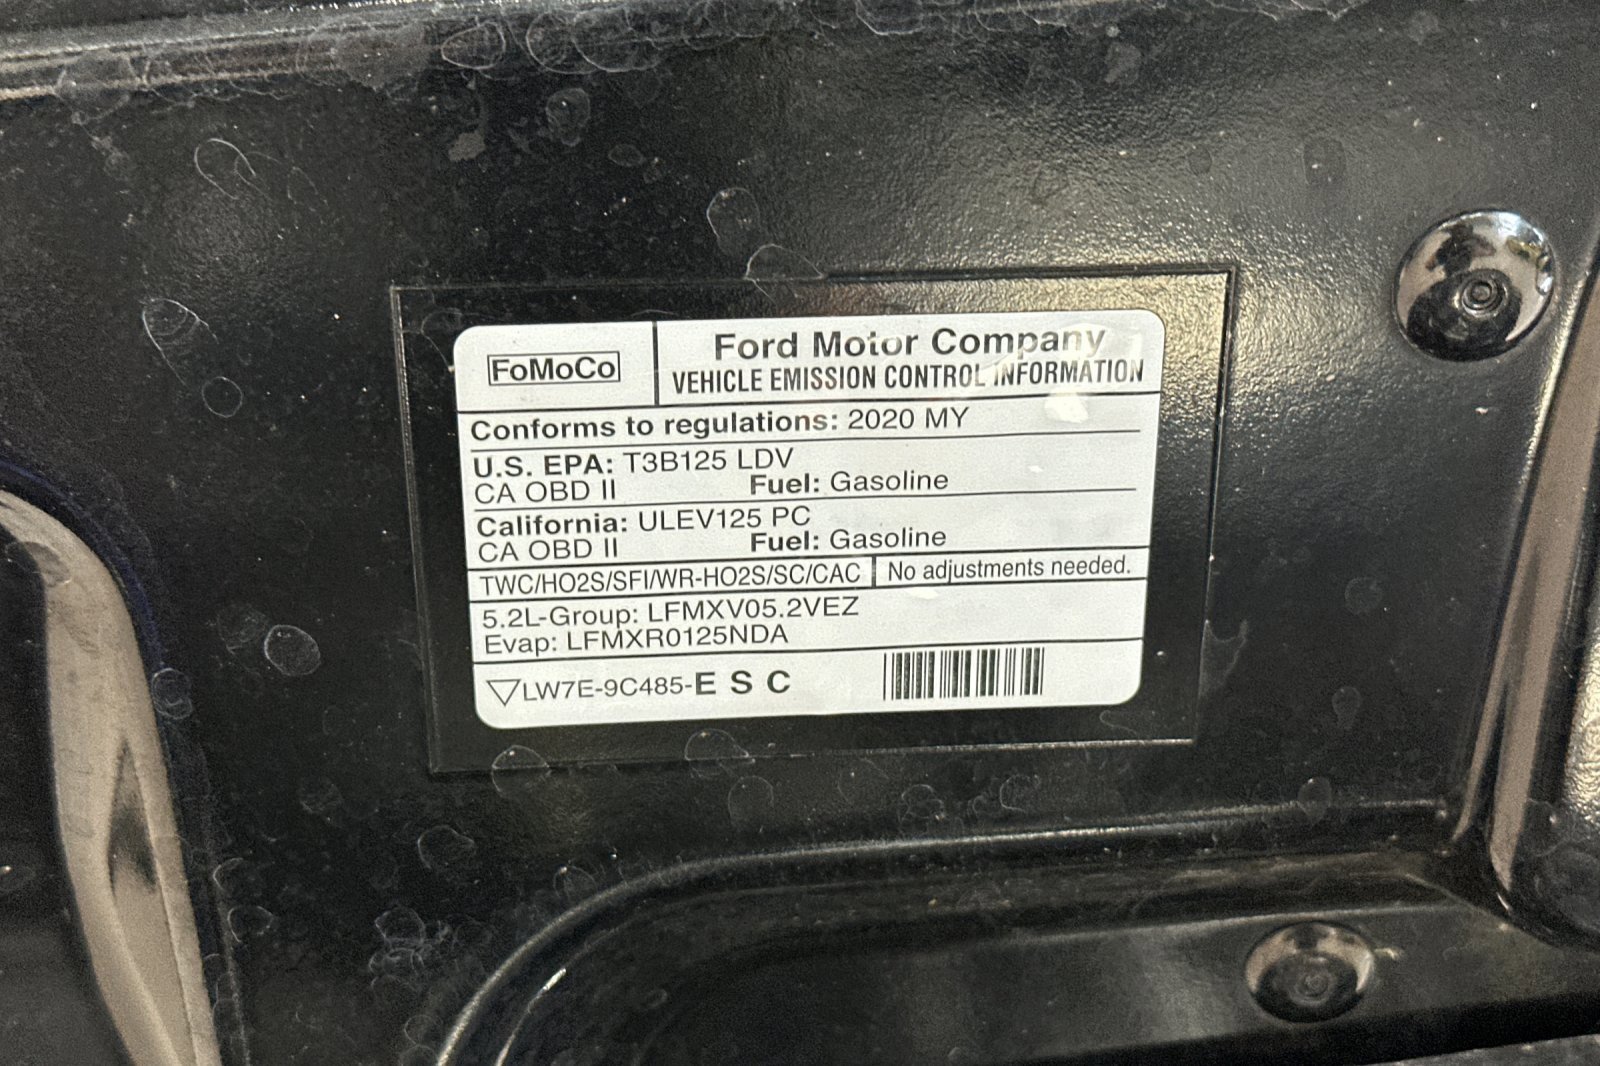 FoMoCo
Ford Motor Company
VEHICLE EMISSION CONTROL INFORMATION
Conforms to regulations: 2020 MY
U.S. EPA: T3B125 LDV
CA OBD II Fuel: Gasoline
California: ULEV125 PC
CA OBD II Fuel: Gasoline
TWC/HO2S/SFI/WR-HO2S/SC/CAC No adjustments needed.
5.2L-Group: LFMXV05.2VEZ
Evap: LFMXR0125NDA
LW7E-9C485-E S C